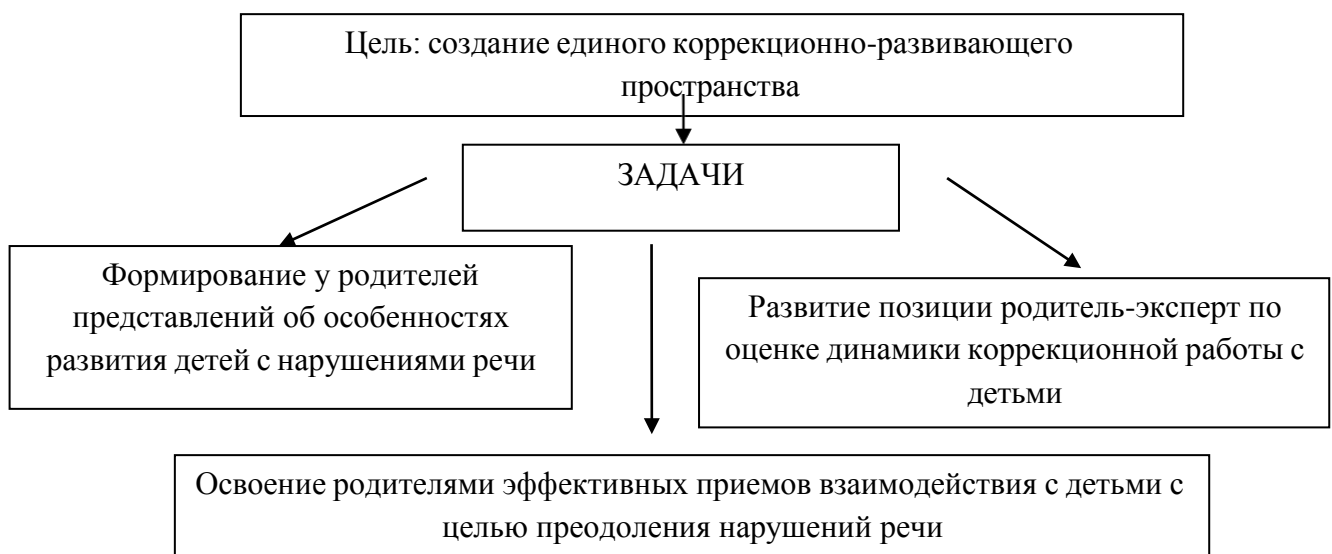 Цель: создание единого коррекционно-развивающего
пространства
ЗАДАЧИ
Формирование у родителей
представлений об особенностях
развития детей с нарушениями речи
Развитие позиции родитель-эксперт по
оценке динамики коррекционной работы с
детьми
Освоение родителями эффективных приемов взаимодействия с детьми с
целью преодоления нарушений речи